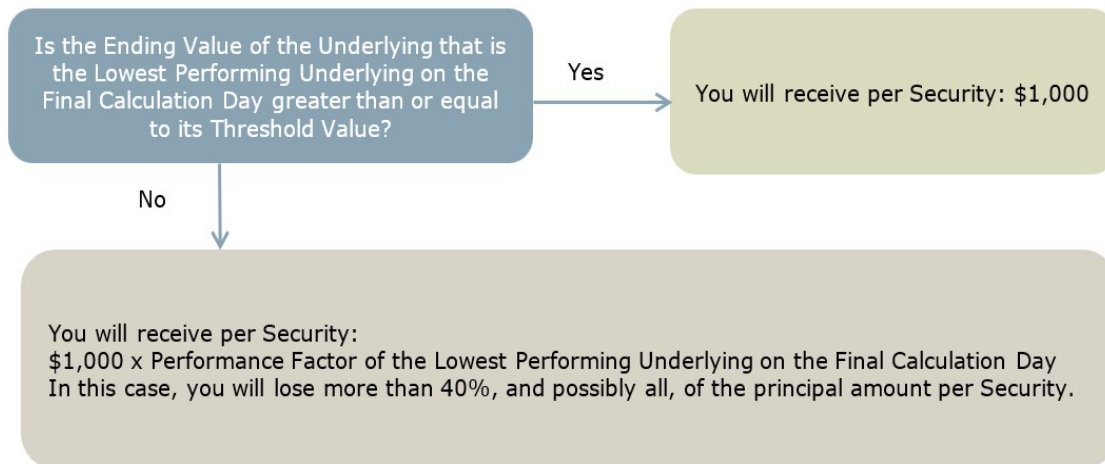 Is the Ending Value of the Underlying that is
the Lowest Performing Underlying on the
Final Calculation Day greater than or equal
to its Threshold Value?
Yes
You will receive per Security: $1,000
No
You will receive per Security:
$1,000 x Performance Factor of the Lowest Performing Underlying on the Final Calculation Day
In this case, you will lose more than 40%, and possibly all, of the principal amount per Security.